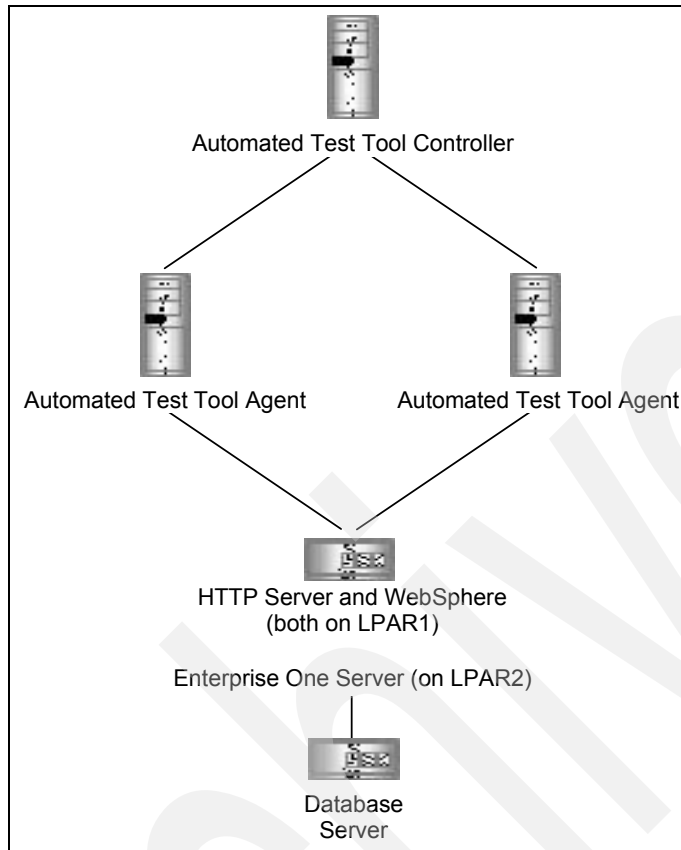 Automated Test Tool Controller
Automated Test Tool Agent
Automated Test Tool Agent
HTTP Server and WebSphere
(both on LPAR1)
Enterprise One Server (on LPAR2)
Database
Server